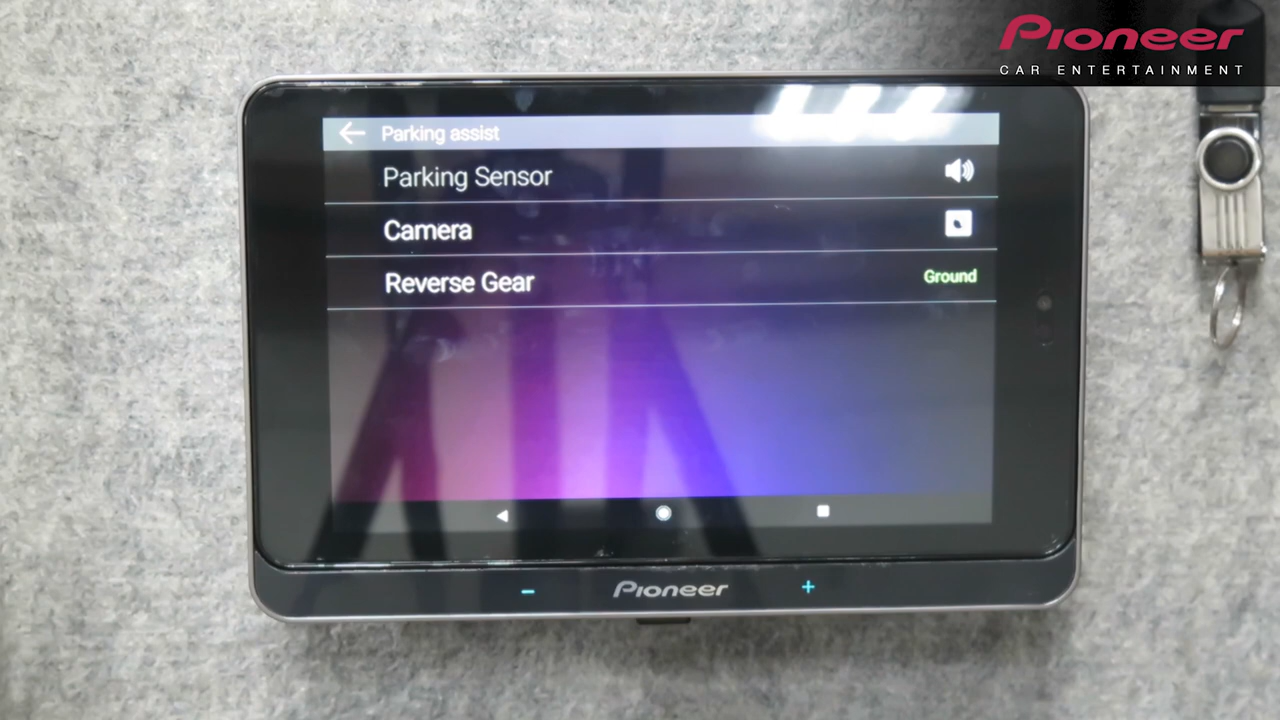 Pioneer
CAR ENTERTAINMENT
Parking assist
Parking Sensor
Camera
Reverse Gear
Ground
− Pioneer +